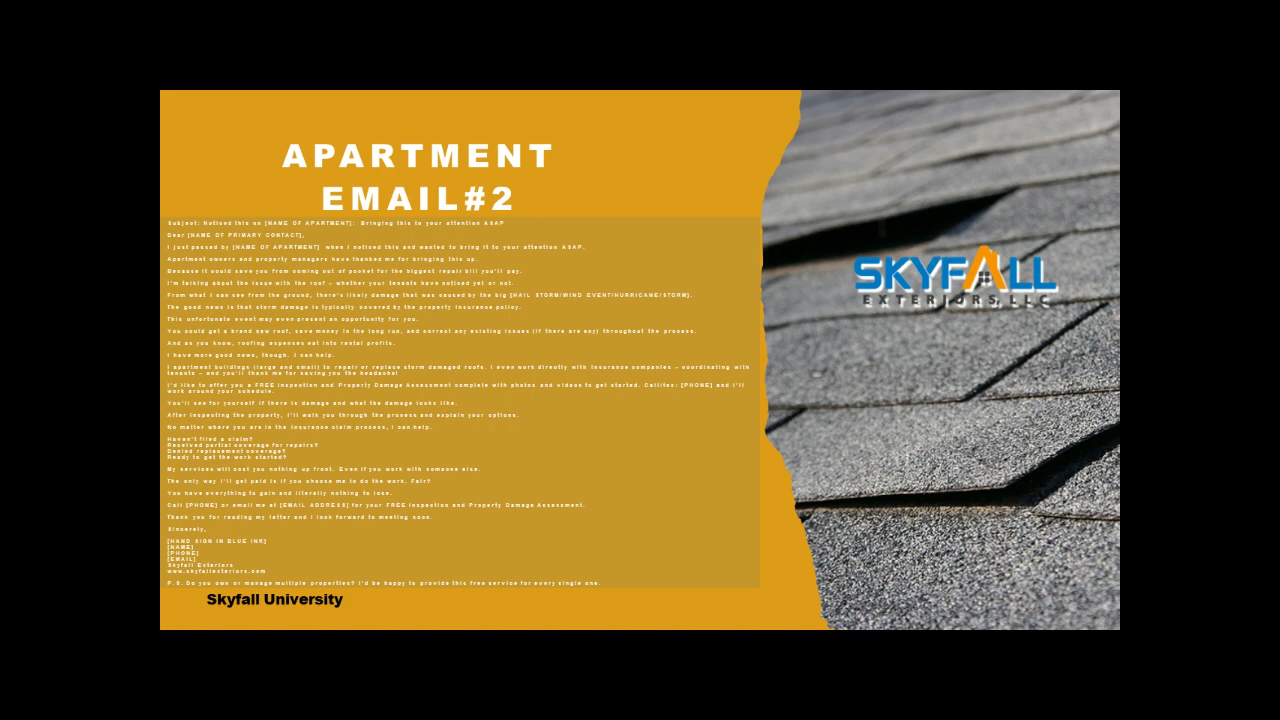 APARTMENT
EMAIL#2
Subject: Noticed this on [NAME OF APARTMENT]: Bringing this to your attention ASAP
Dear [NAME OF PRIMARY CONTACT],
I just passed by [NAME OF APARTMENT] when I noticed this and wanted to bring it to your attention ASAP.
Apartment owners and property managers have thanked me for bringing this up.
Because it could save you from coming out of pocket for the biggest repair bill you'll pay.
I'm talking about the issue with the roof – whether your tenants have noticed yet or not.
From what I can see from the ground, there's likely damage that was caused by the big [HAIL STORM/WIND EVENT/HURRICANE/STORM].
The good news is that storm damage is typically covered by the property insurance policy.
This unfortunate event may even present an opportunity for you.
You could get a brand new roof, save money in the long run, and correct any existing issues (if there are any) throughout the process.
And as you know, roofing expenses eat into rental profits.
I have more good news, though. I can help.
I apartment buildings (large and small) to repair or replace storm damaged roofs. I even work directly with insurance companies – coordinating with
tenants – and you'll thank me for saving you the headache!
I'd like to offer you a FREE Inspection and Property Damage Assessment complete with photos and videos to get started. Call/tex: [PHONE] and I'll
work around your schedule.
You'll see for yourself if there is damage and what the damage looks like.
After inspecting the property, I'll walk you through the process and explain your options.
No matter where you are in the insurance claim process, I can help.
Haven't filed a claim?
Received partial coverage for repairs?
Denied replacement coverage?
Ready to get the work started?
My services will cost you nothing up front. Even if you work with someone else.
The only way I'll get paid is if you choose me to do the work. Fair?
You have everything to gain and literally nothing to lose.
Call [PHONE] or email me at [EMAIL ADDRESS] for your FREE Inspection and Property Damage Assessment.
Thank you for reading my letter and I look forward to meeting soon.
Sincerely,
[HAND SIGN IN BLUE INK]
[NAME]
[PHONE]
[EMAIL]
Skyfall Exteriors
www.skyfallexteriors.com
P.S. Do you own or manage multiple properties? I'd be happy to provide this free service for every single one.
Skyfall University
SKYFALL
EXTERIORS, LLC